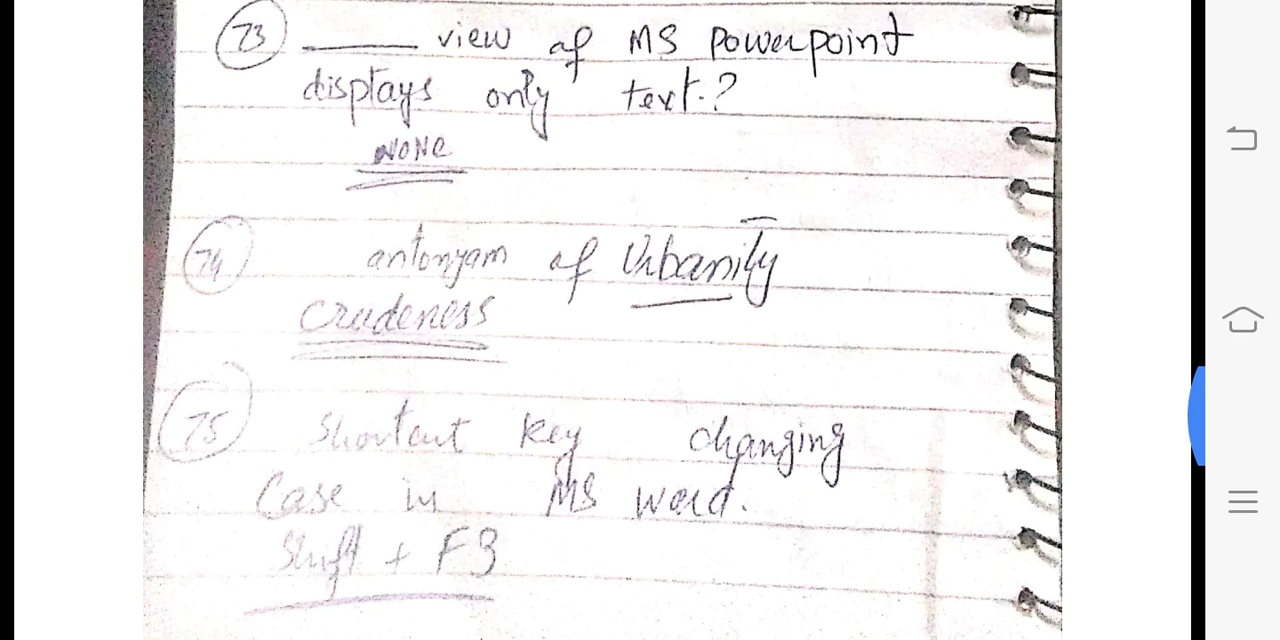 73 ______ view of MS powerpoint
displays only text.?
NONE
74 antonyam of Urbanity
Crudeness
75 Shortcut key changing
Case in MS word.
Shift + F3